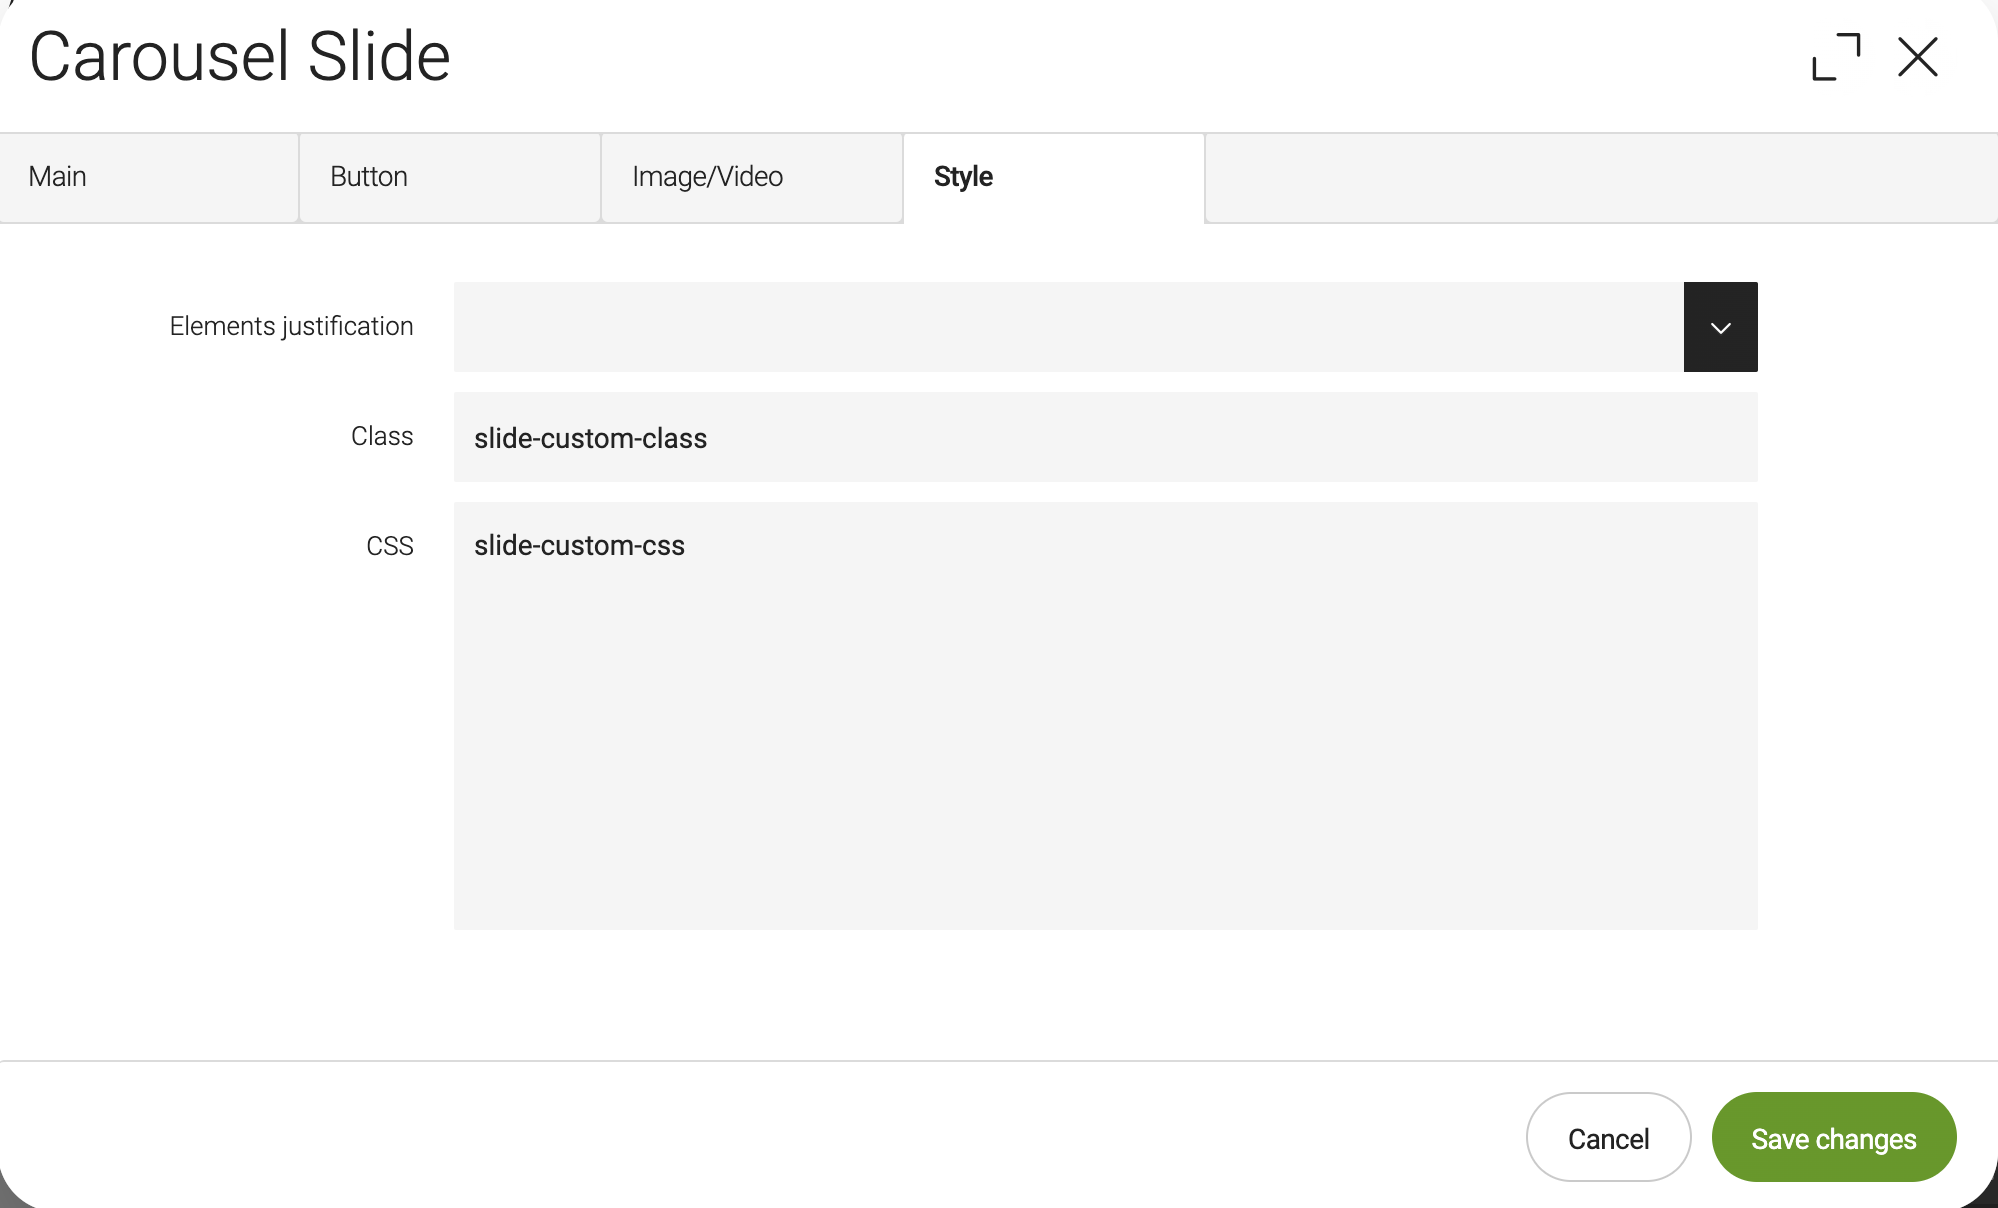 Carousel Slide
Main
Button
Image/Video
Style
Elements justification
Class
slide-custom-class
CSS
slide-custom-css
Cancel
Save changes